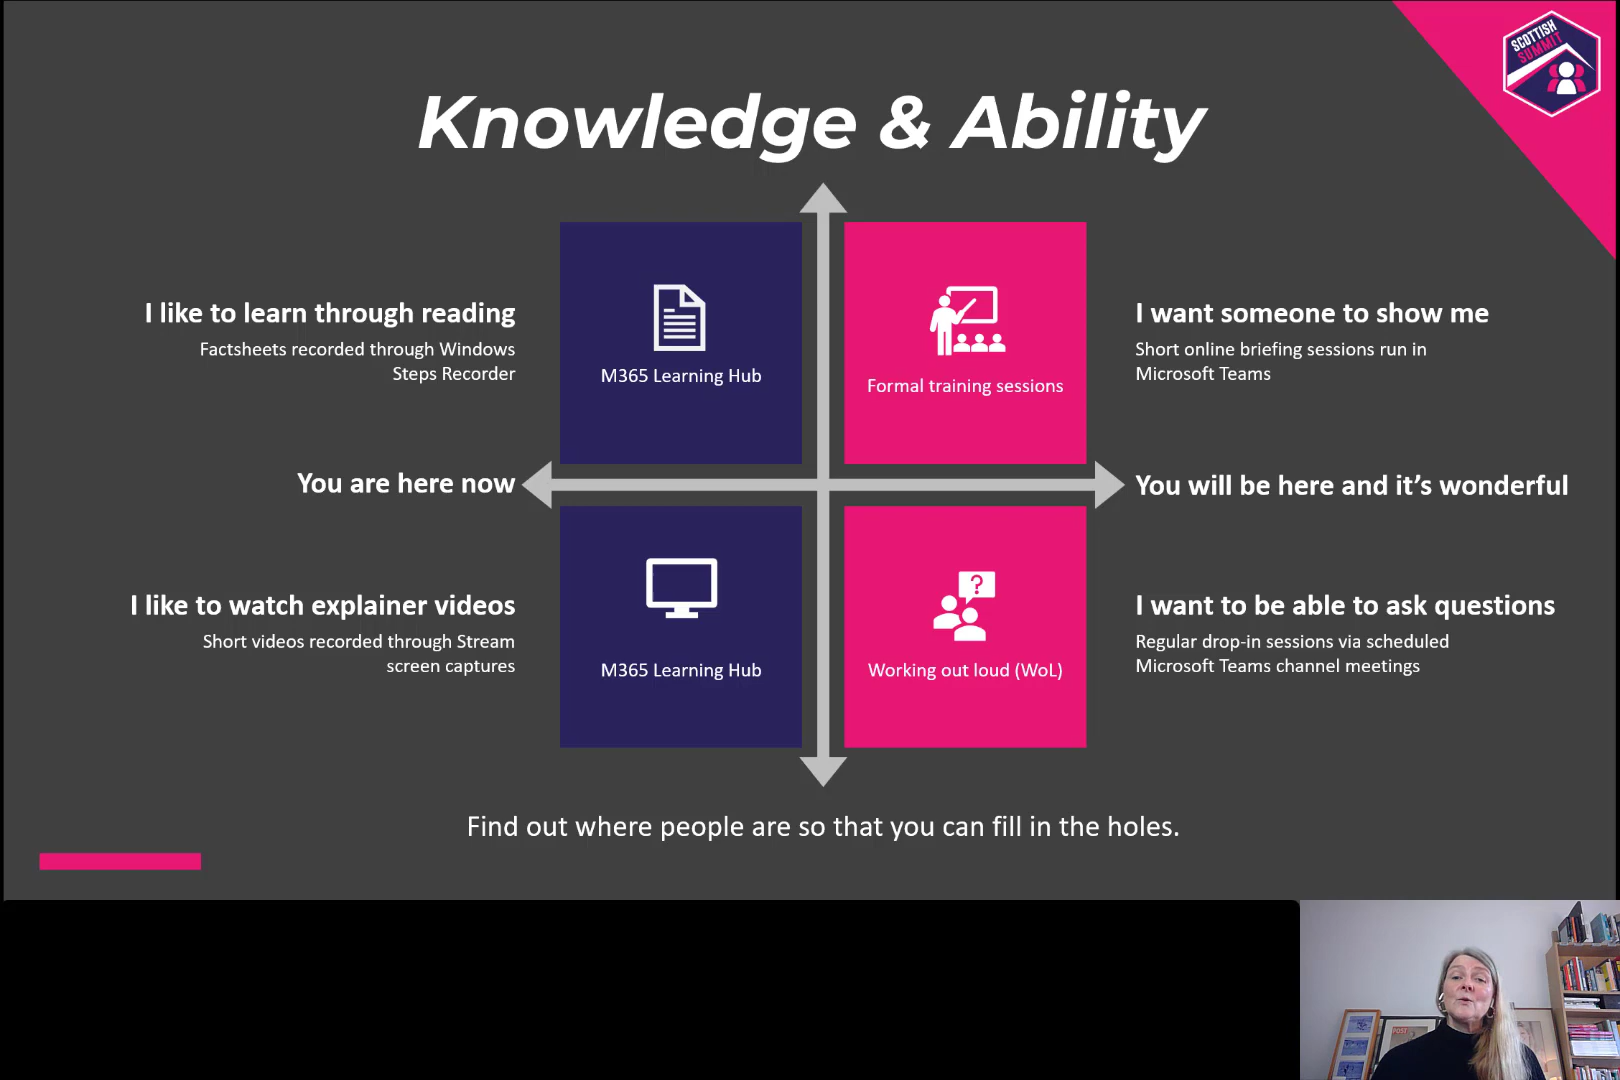 SCOTTISH
SUMMIT
Knowledge & Ability
I like to learn through reading
Factsheets recorded through Windows
Steps Recorder
M365 Learning Hub
Formal training sessions
I want someone to show me
Short online briefing sessions run in
Microsoft Teams
You are here now
You will be here and it's wonderful
I like to watch explainer videos
Short videos recorded through Stream
screen captures
M365 Learning Hub
?
Working out loud (WoL)
I want to be able to ask questions
Regular drop-in sessions via scheduled
Microsoft Teams channel meetings
Find out where people are so that you can fill in the holes.
POST